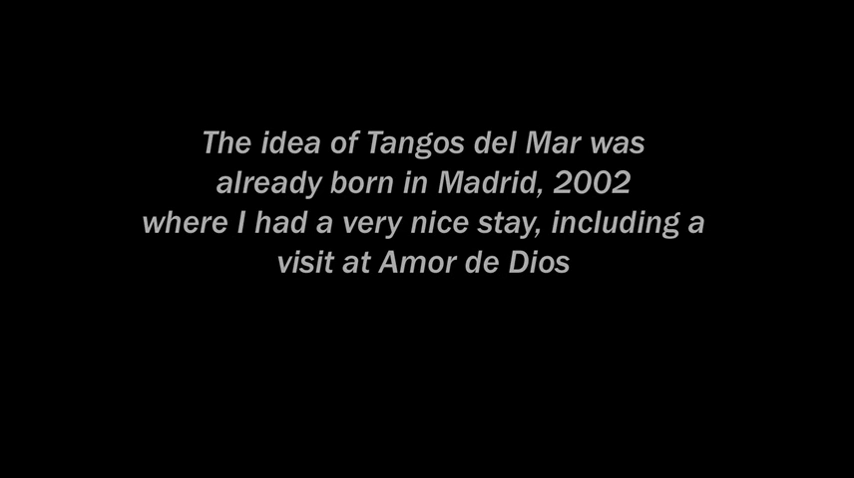 The idea of Tangos del Mar was
already born in Madrid, 2002
where I had a very nice stay, including a
visit at Amor de Dios